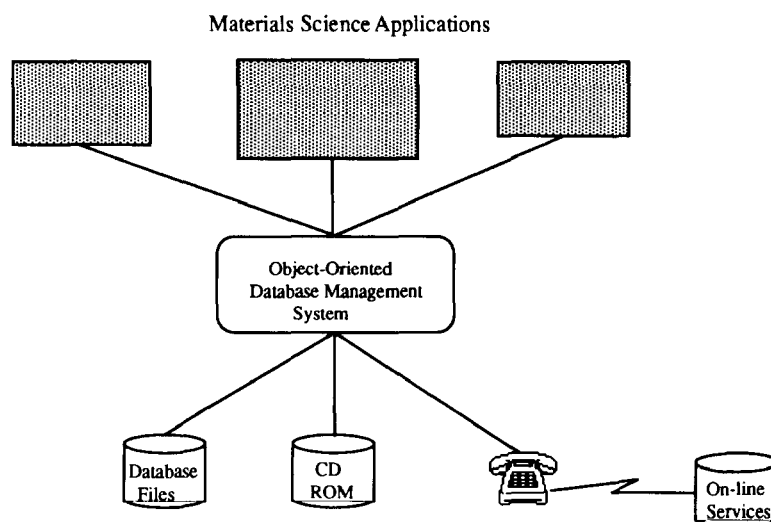 Materials Science Applications
Object-Oriented
Database Management
System
Database
Files
CD
ROM
On-line
Services